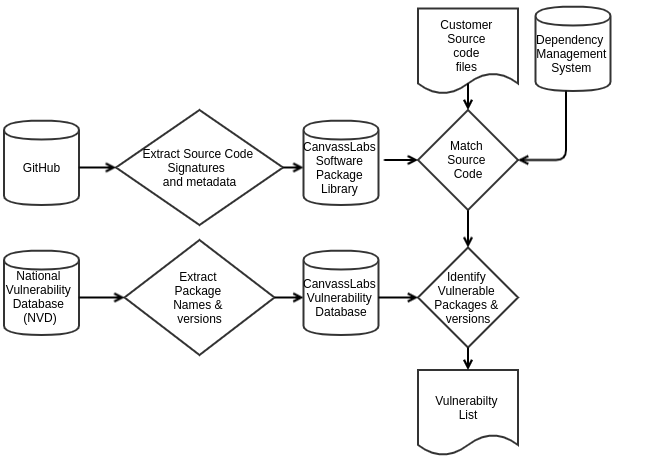 Customer
Source
code
files
Dependency
Management
System
GitHub
Extract Source Code
Signatures
and metadata
CanvassLabs
Software
Package
Library
Match
Source
Code
National
Vulnerability
Database
(NVD)
Extract
Package
Names &
versions
CanvassLabs
Vulnerability
Database
Identify
Vulnerable
Packages &
versions
Vulnerabilty
List